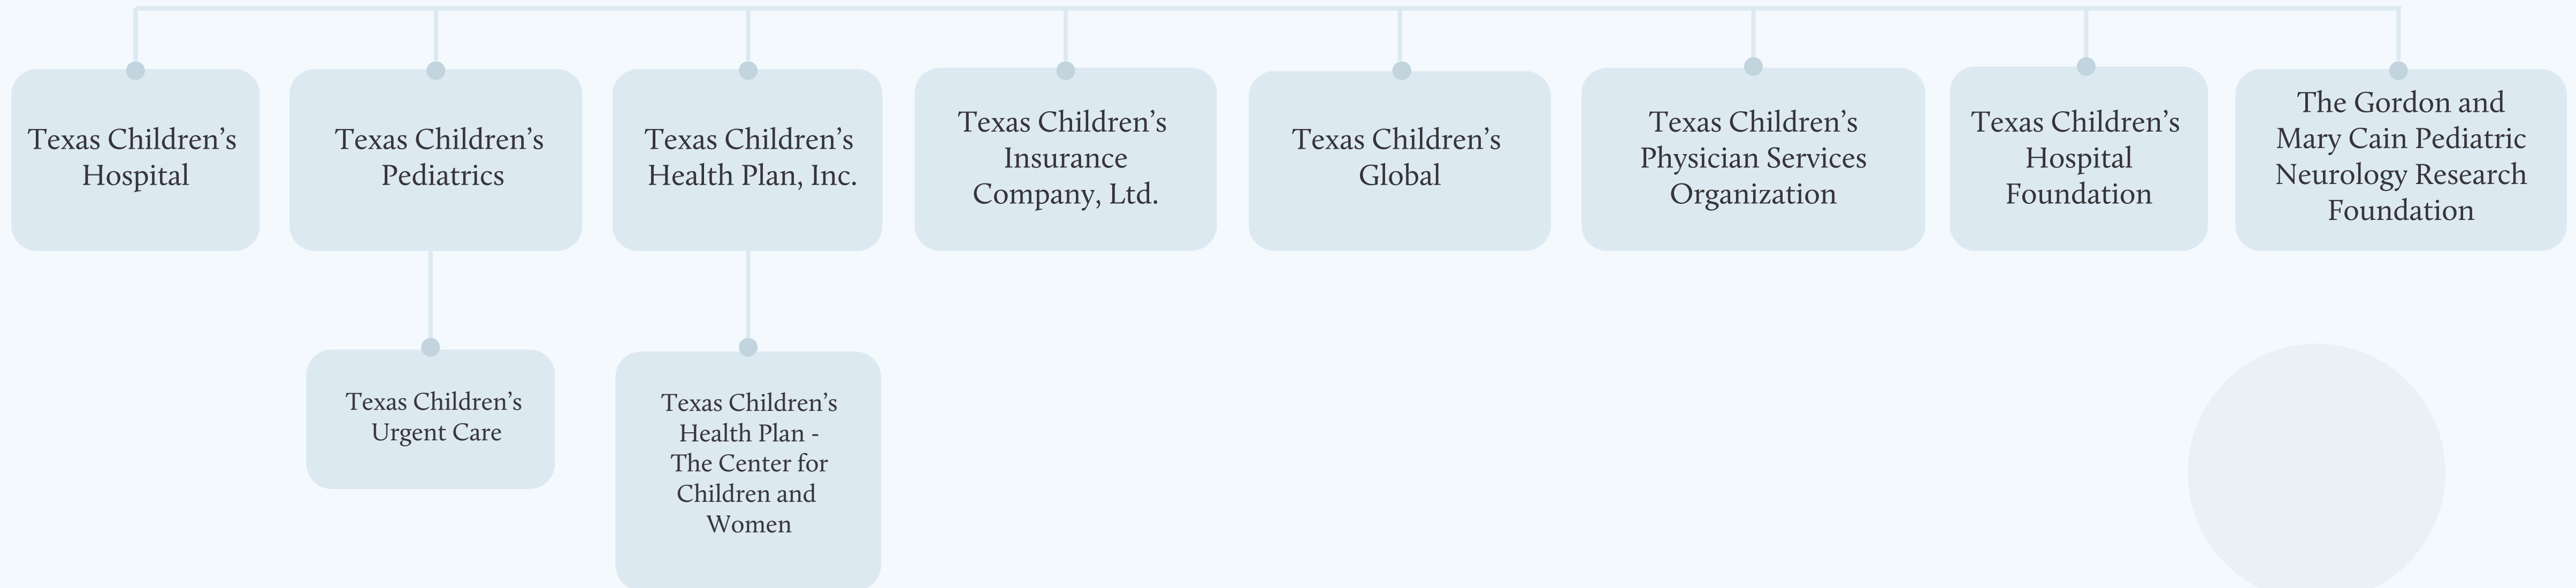 Texas Children’s
Hospital
Texas Children’s
Pediatrics
Texas Children’s
Health Plan, Inc.
Texas Children’s
Insurance
Company, Ltd.
Texas Children’s
Global
Texas Children’s
Physician Services
Organization
Texas Children’s
Hospital
Foundation
The Gordon and
Mary Cain Pediatric
Neurology Research
Foundation
Texas Children’s
Urgent Care
Texas Children’s
Health Plan -
The Center for
Children and
Women